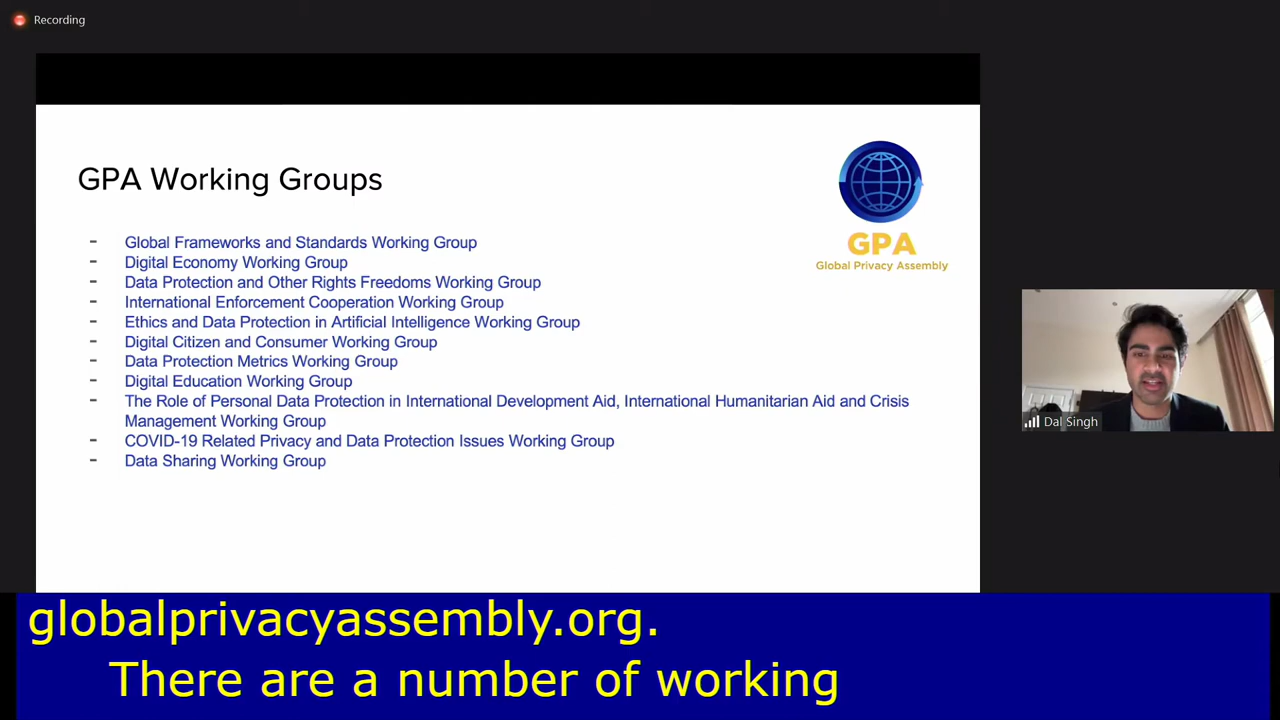 Recording
GPA Working Groups
GPA
Global Privacy Assembly
- Global Frameworks and Standards Working Group
- Digital Economy Working Group
- Data Protection and Other Rights Freedoms Working Group
- International Enforcement Cooperation Working Group
- Ethics and Data Protection in Artificial Intelligence Working Group
- Digital Citizen and Consumer Working Group
- Data Protection Metrics Working Group
- Digital Education Working Group
- The Role of Personal Data Protection in International Development Aid, International Humanitarian Aid and Crisis
Management Working Group
- COVID-19 Related Privacy and Data Protection Issues Working Group
- Data Sharing Working Group
Dal Singh
globalprivacyassembly.org.
There are a number of working